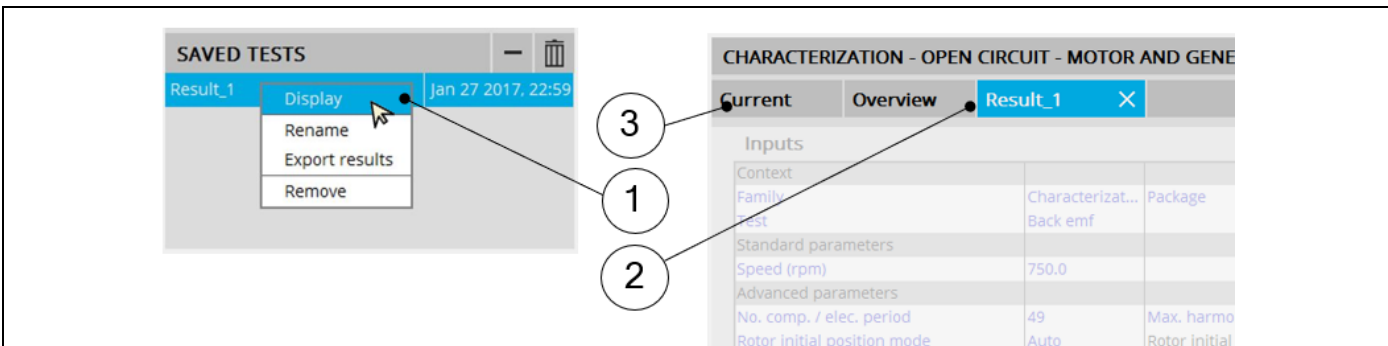 SAVED TESTS
Result_1 Jan 27 2017, 22:59
Display
Rename
Export results
Remove
3
1
2
CHARACTERIZATION - OPEN CIRCUIT - MOTOR AND GENE
Current Overview Result_1
Inputs
Context
Family Characterizat... Package
Test Back emf
Standard parameters
Speed (rpm) 750.0
Advanced parameters
No. comp. / elec. period 49 Max. harmo
Rotor initial position mode Auto Rotor initial